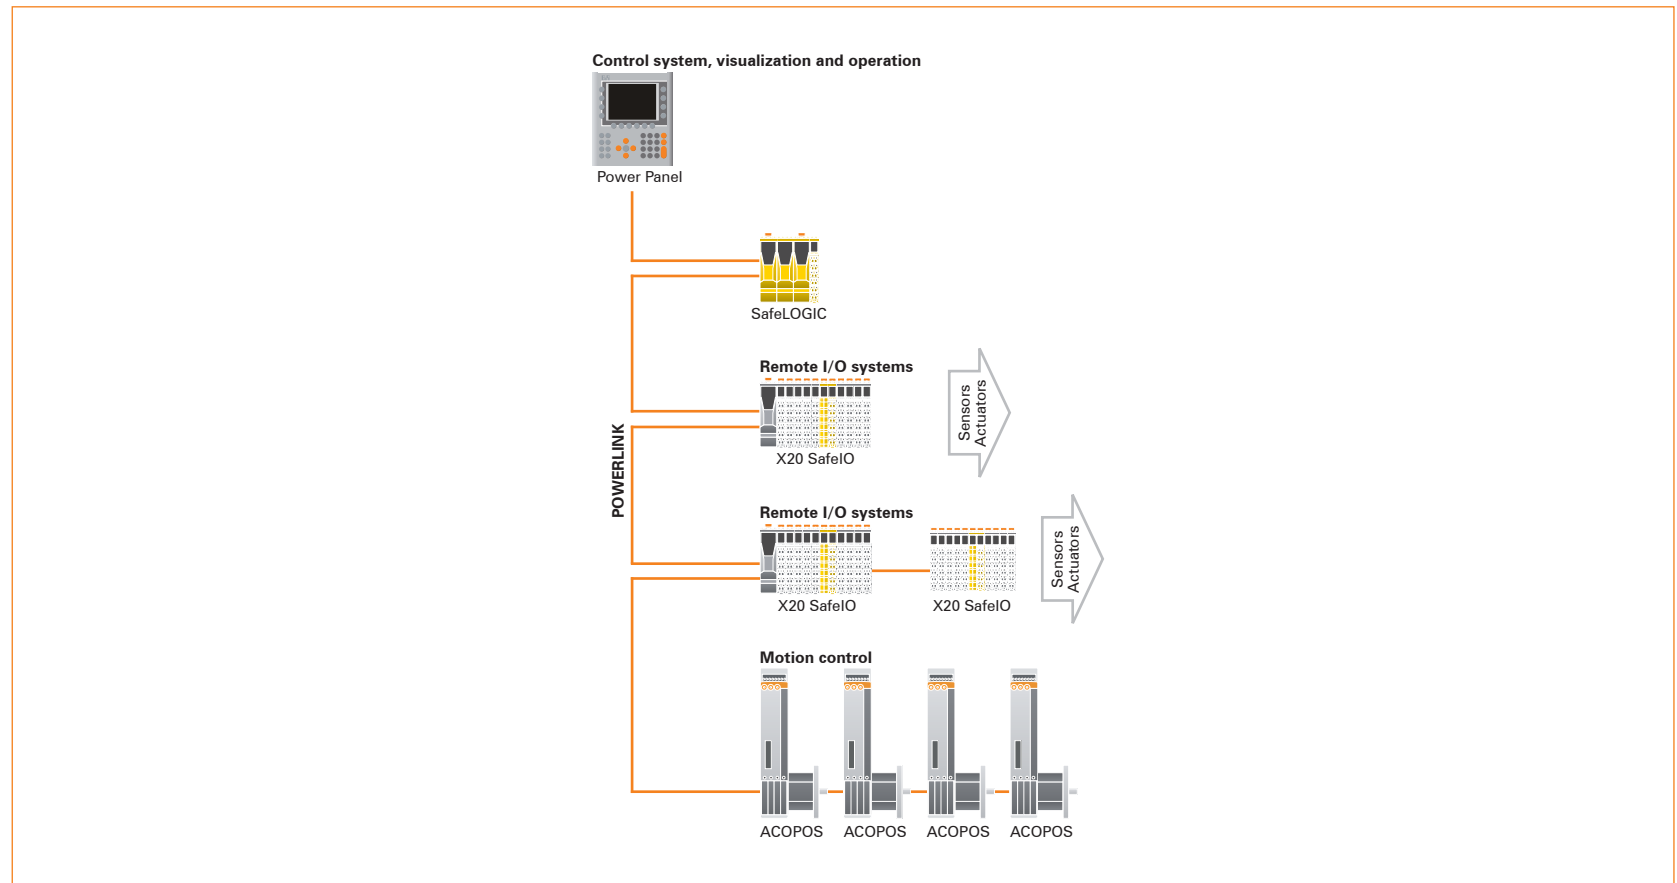 Control system, visualization and operation
Power Panel
SafeLOGIC
Remote I/O systems
Sensors
Actuators
X20 SafeIO
POWERLINK
Remote I/O systems
Sensors
Actuators
X20 SafeIO
X20 SafeIO
Motion control
ACOPOS
ACOPOS
ACOPOS
ACOPOS